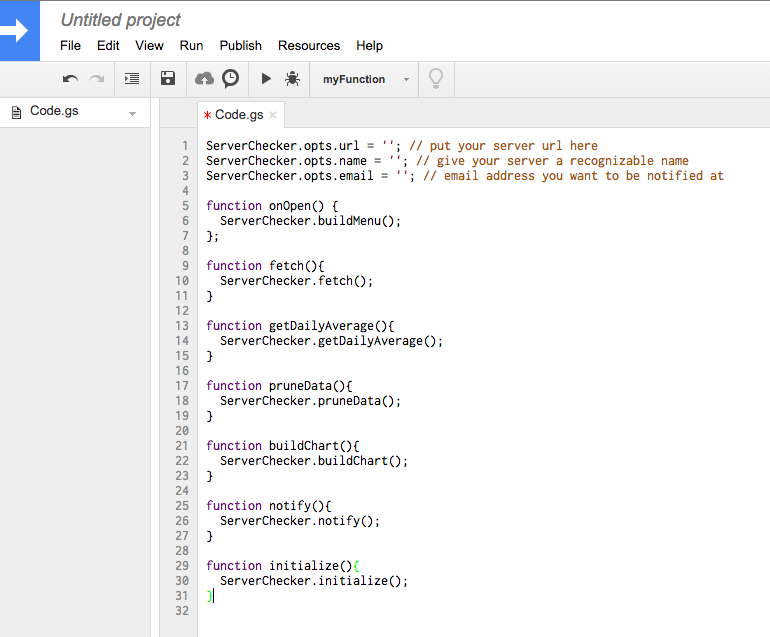 Untitled project
File Edit View Run Publish Resources Help
myFunction
Code.gs
* Code.gs ×
1 ServerChecker.opts.url = ''; // put your server url here
2 ServerChecker.opts.name = ''; // give your server a recognizable name
3 ServerChecker.opts.email = ''; // email address you want to be notified at
4
5 function onOpen() {
6   ServerChecker.buildMenu();
7 };
8
9 function fetch(){
10   ServerChecker.fetch();
11 }
12
13 function getDailyAverage(){
14   ServerChecker.getDailyAverage();
15 }
16
17 function pruneData(){
18   ServerChecker.pruneData();
19 }
20
21 function buildChart(){
22   ServerChecker.buildChart();
23 }
24
25 function notify(){
26   ServerChecker.notify();
27 }
28
29 function initialize(){
30   ServerChecker.initialize();
31 }
32